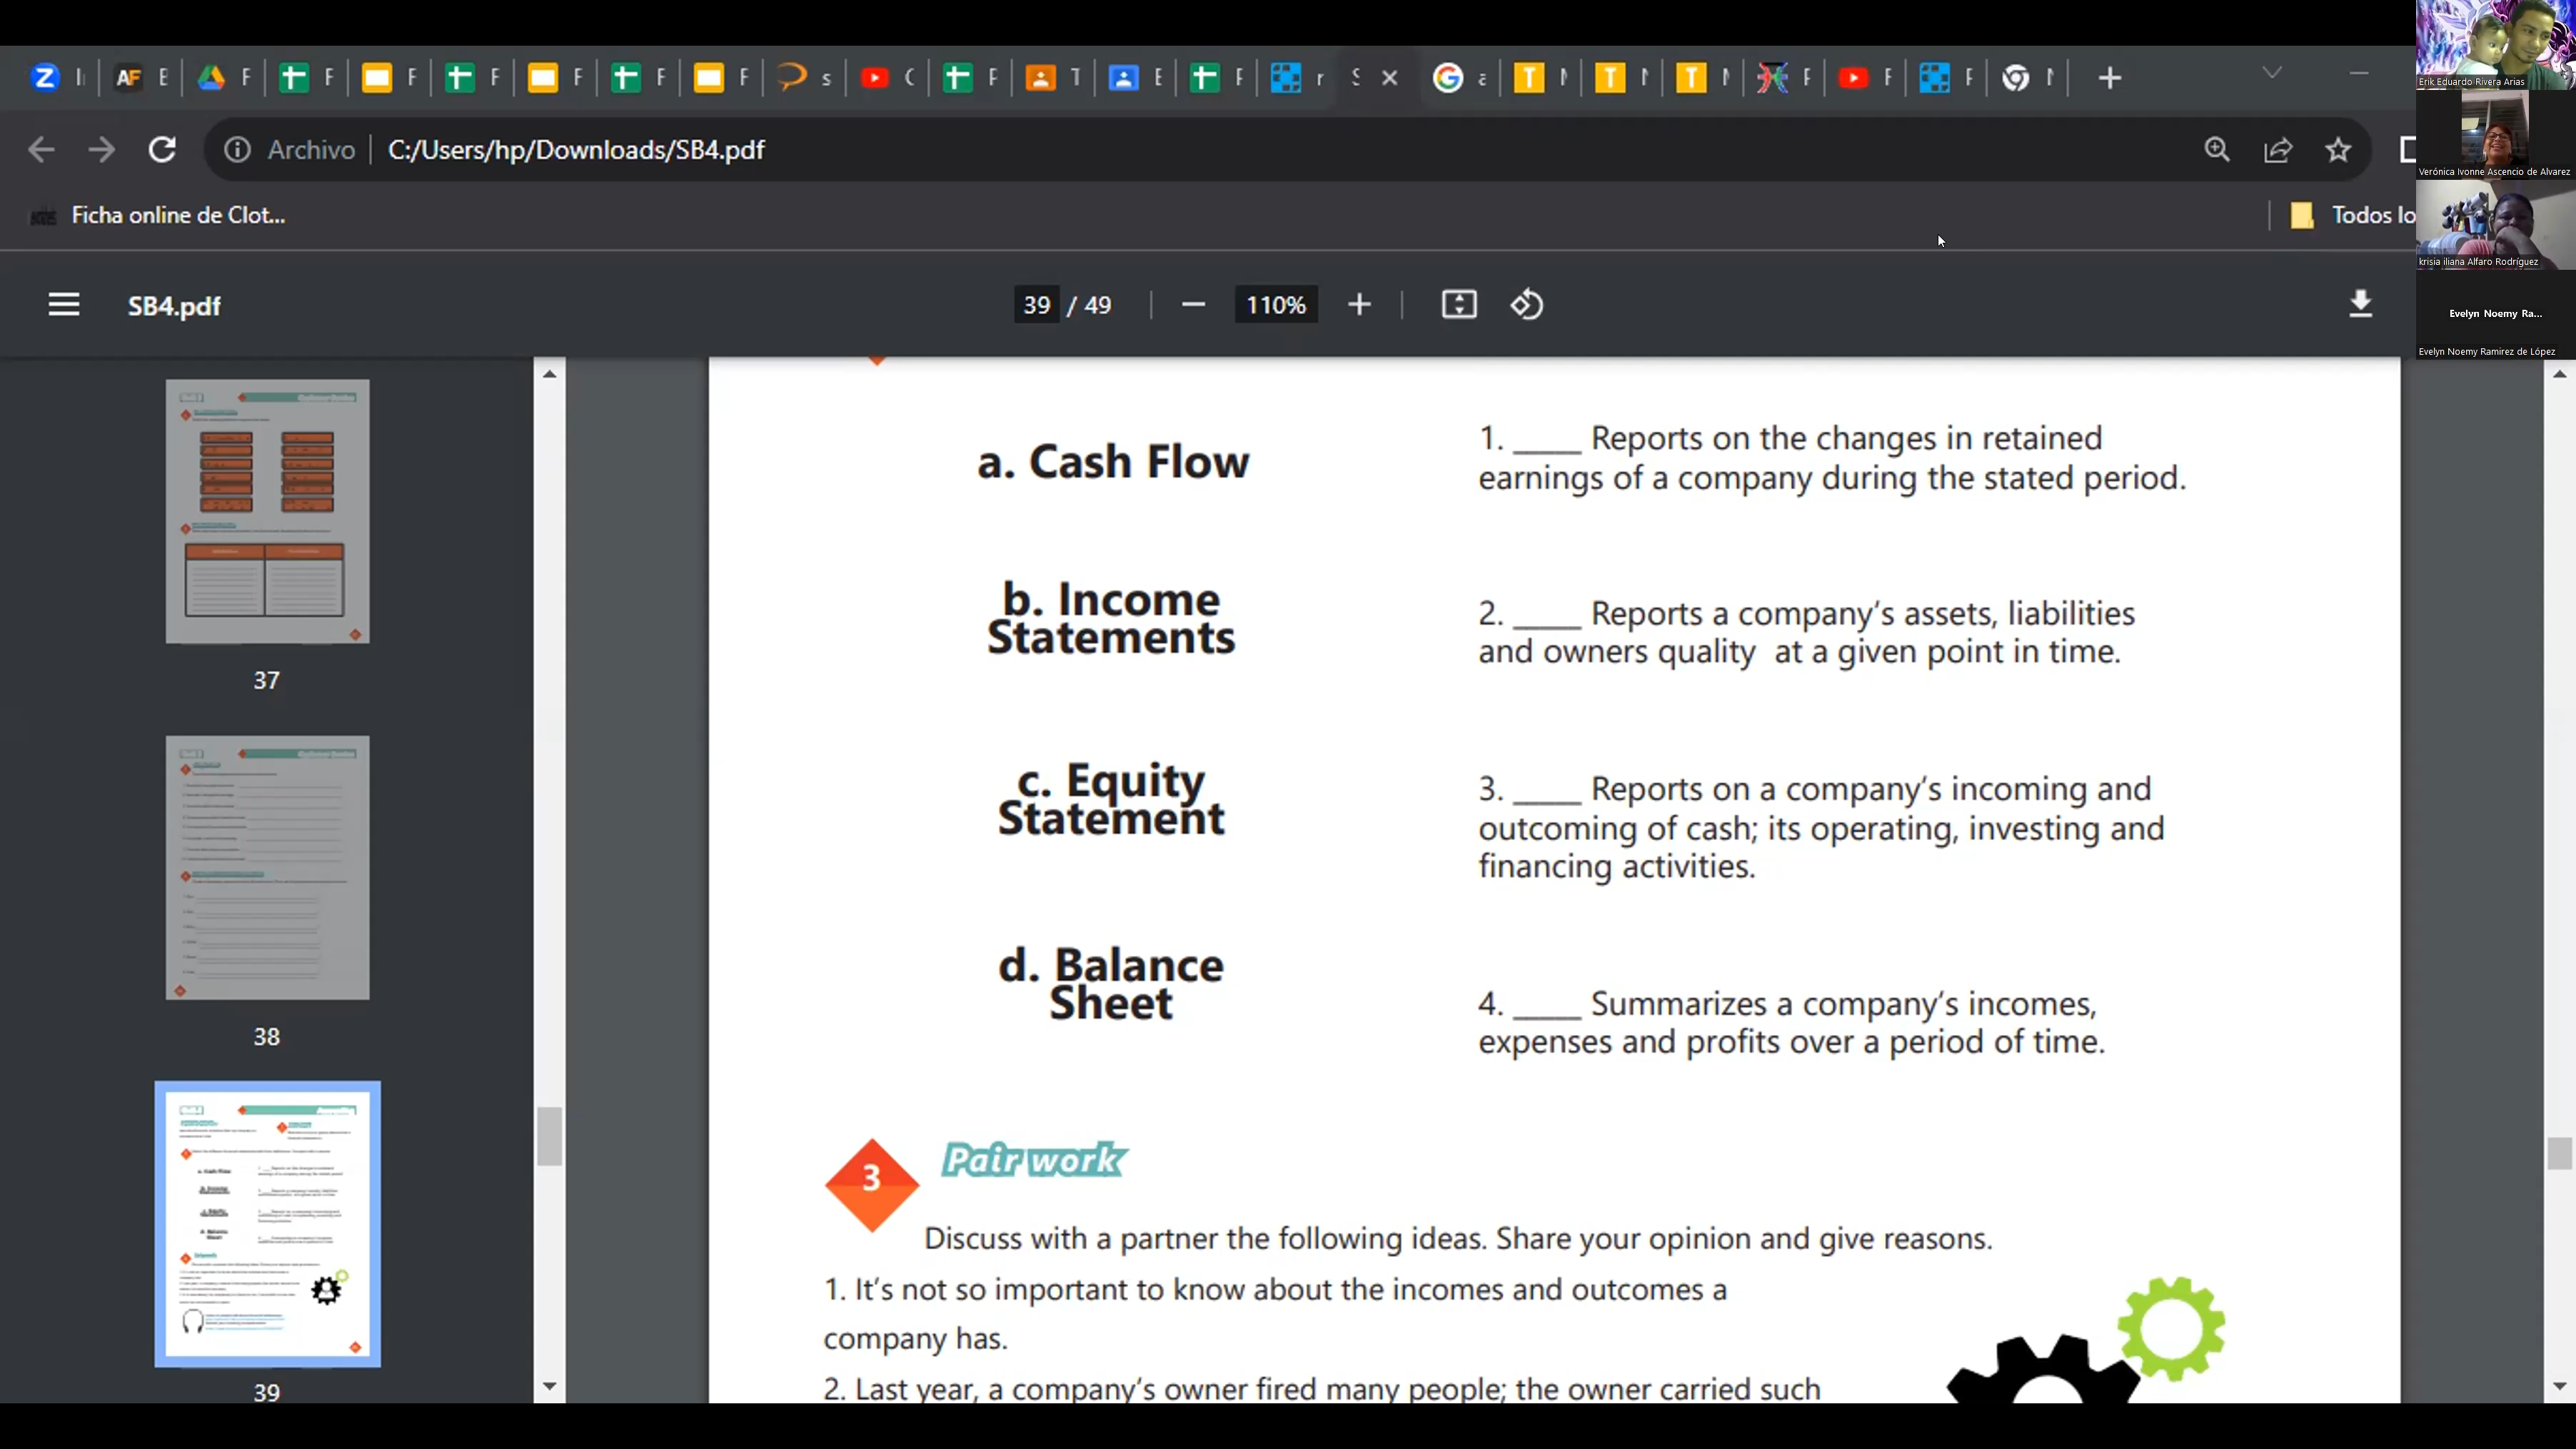 Archivo C:/Users/hp/Downloads/SB4.pdf
Ficha online de Clot...
Todos lo
SB4.pdf
39 / 49
110%
37
38
39
a. Cash Flow
b. Income
Statements
c. Equity
Statement
d. Balance
Sheet
1. ____ Reports on the changes in retained
earnings of a company during the stated period.
2. ____ Reports a company's assets, liabilities
and owners quality at a given point in time.
3. ____ Reports on a company's incoming and
outcoming of cash; its operating, investing and
financing activities.
4. ____ Summarizes a company's incomes,
expenses and profits over a period of time.
3
Pair work
Discuss with a partner the following ideas. Share your opinion and give reasons.
1. It's not so important to know about the incomes and outcomes a
company has.
2. Last year, a company's owner fired many people; the owner carried such
Erik Eduardo Rivera Arias
Verónica Ivonne Ascencio de Alvarez
krisia iliana Alfaro Rodríguez
Evelyn Noemy Ra...
Evelyn Noemy Ramirez de López